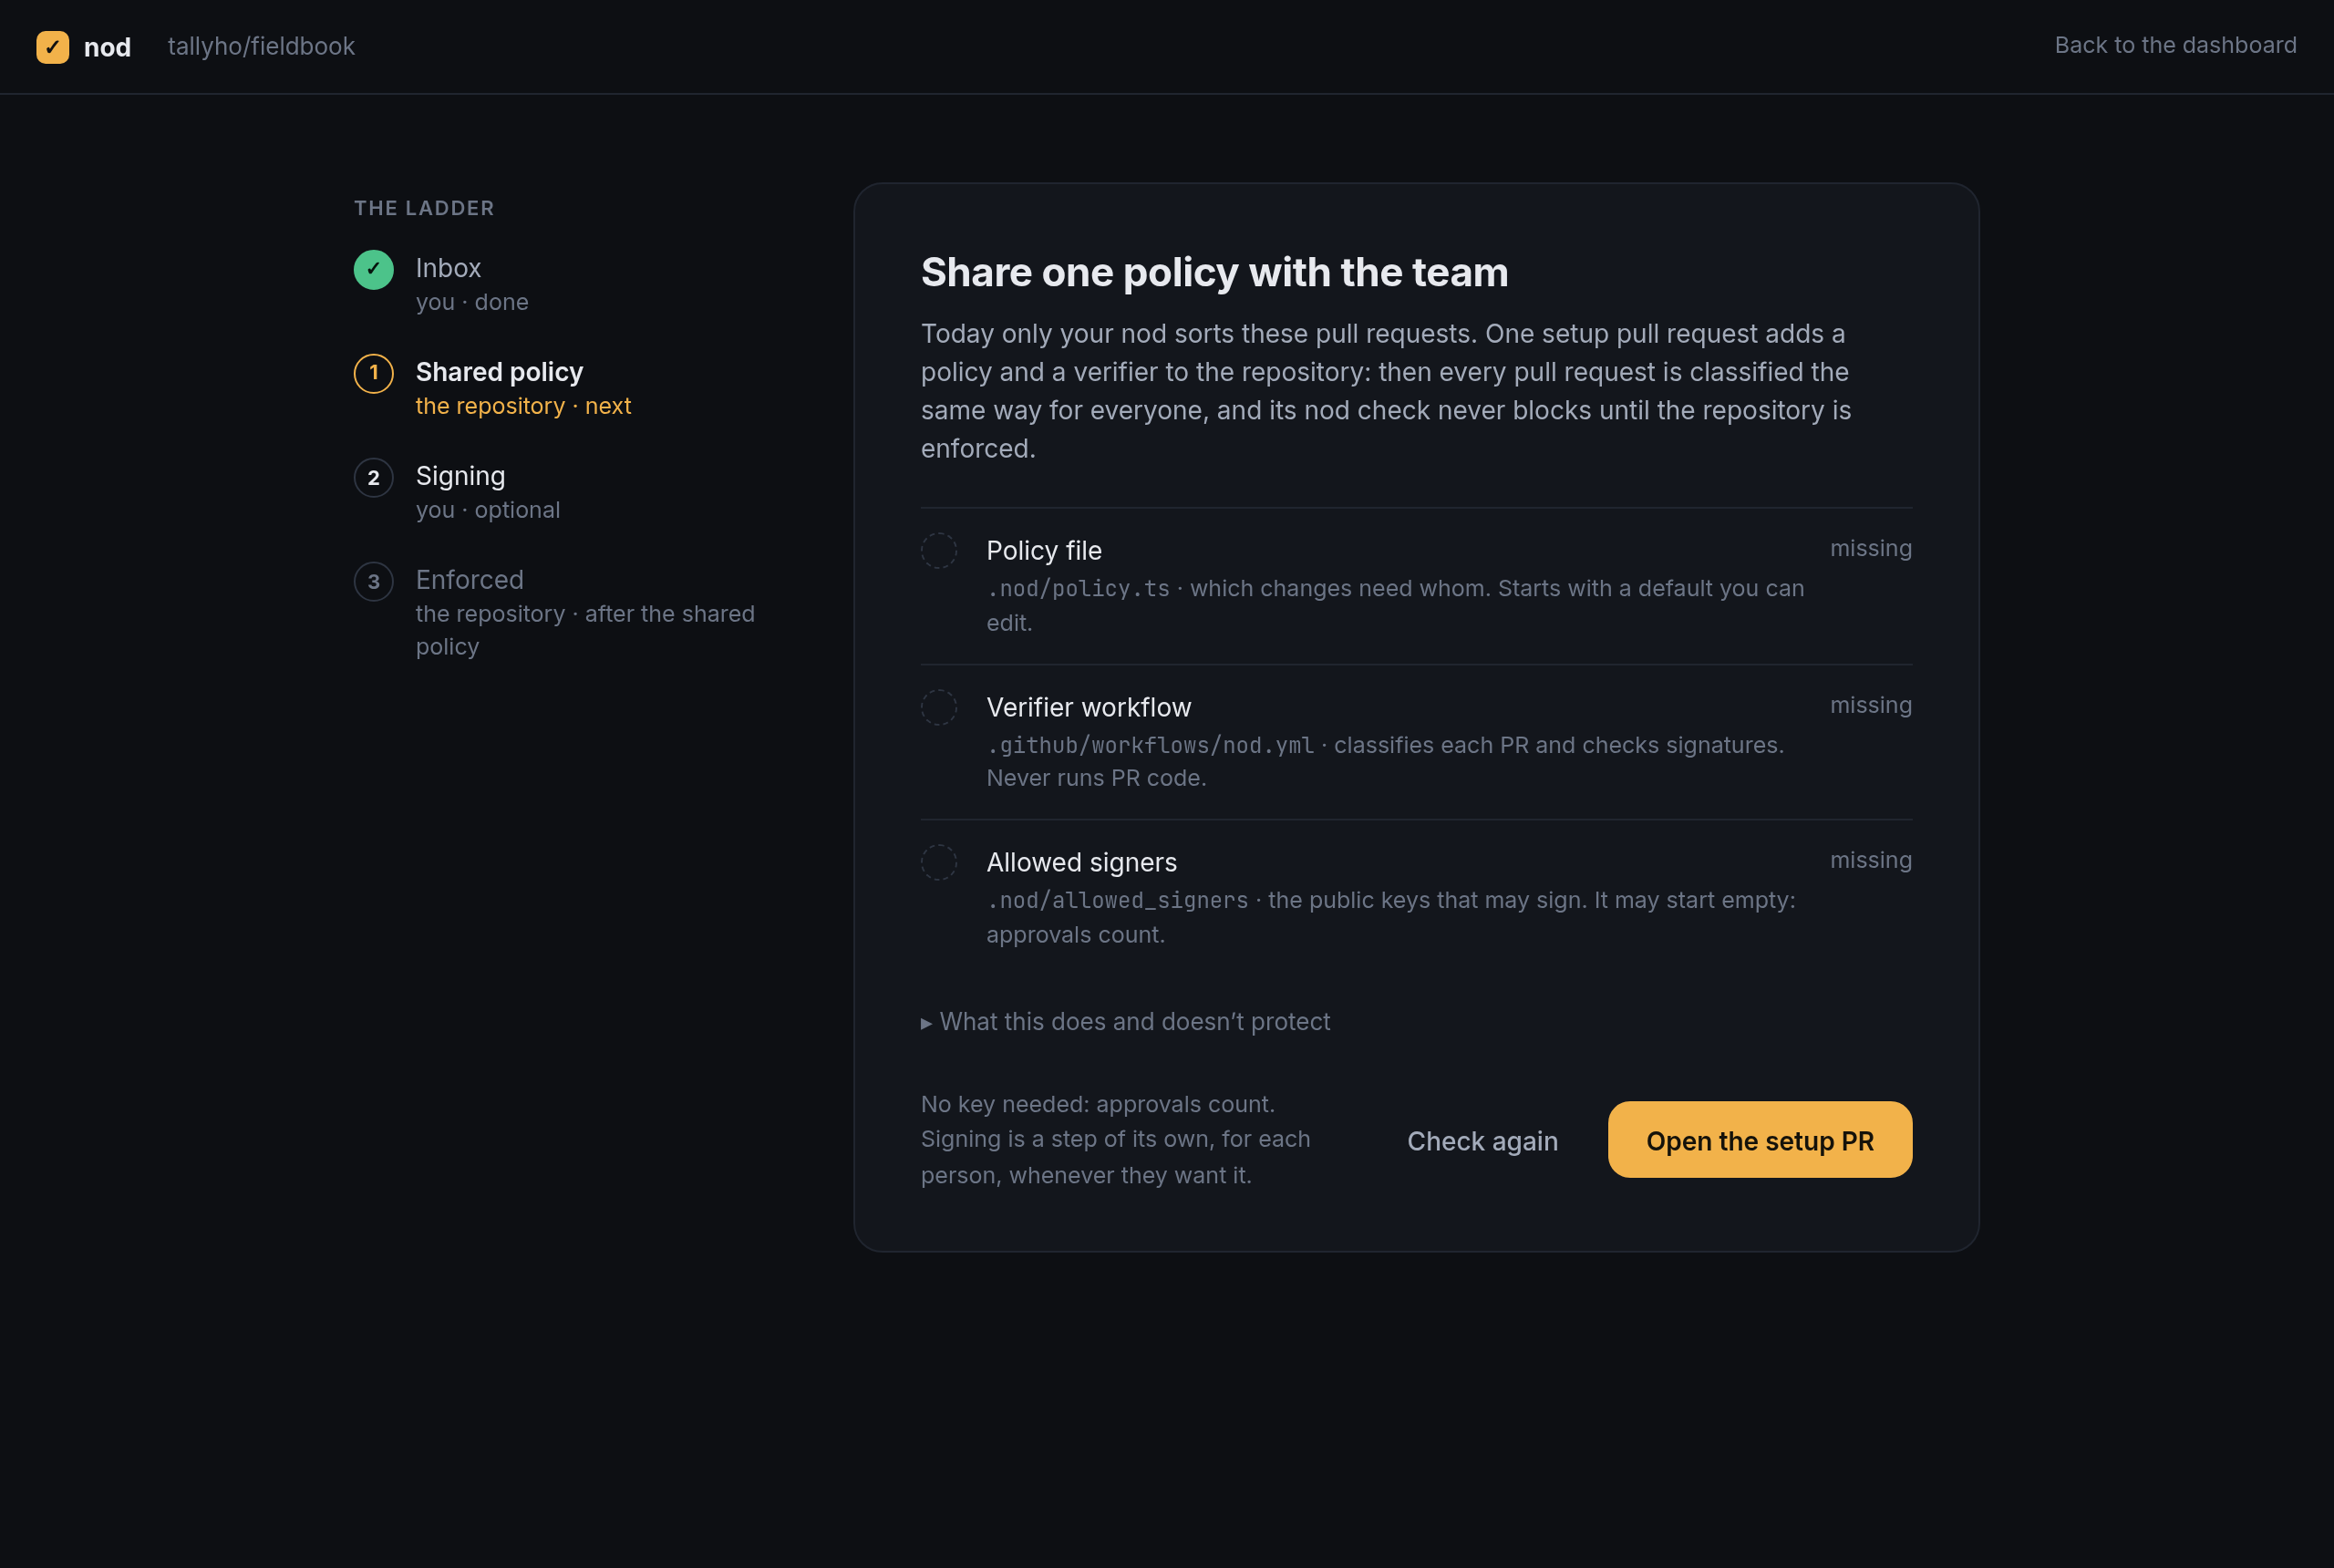 ✓ nod tallyho/fieldbook
Back to the dashboard
THE LADDER
✓ Inbox
you · done
1 Shared policy
the repository · next
2 Signing
you · optional
3 Enforced
the repository · after the shared
policy
Share one policy with the team
Today only your nod sorts these pull requests. One setup pull request adds a
policy and a verifier to the repository: then every pull request is classified the
same way for everyone, and its nod check never blocks until the repository is
enforced.
Policy file missing
.nod/policy.ts · which changes need whom. Starts with a default you can
edit.
Verifier workflow missing
.github/workflows/nod.yml · classifies each PR and checks signatures.
Never runs PR code.
Allowed signers missing
.nod/allowed_signers · the public keys that may sign. It may start empty:
approvals count.
▸ What this does and doesn’t protect
No key needed: approvals count.
Signing is a step of its own, for each
person, whenever they want it.
Check again
Open the setup PR